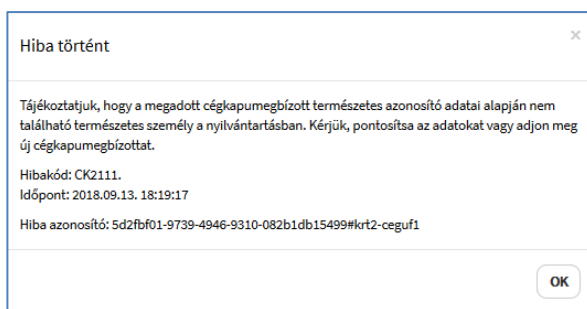 Hiba történt
×
Tájékoztatjuk, hogy a megadott cégkapumegbízott természetes azonosító adatai alapján nem
található természetes személy a nyilvántartásban. Kérjük, pontosítsa az adatokat vagy adjon meg
új cégkapumegbízottat.
Hibakód: CK2111.
Időpont: 2018.09.13. 18:19:17
Hiba azonosító: 5d2fbf01-9739-4946-9310-082b1db15499#krt2-ceguf1
OK